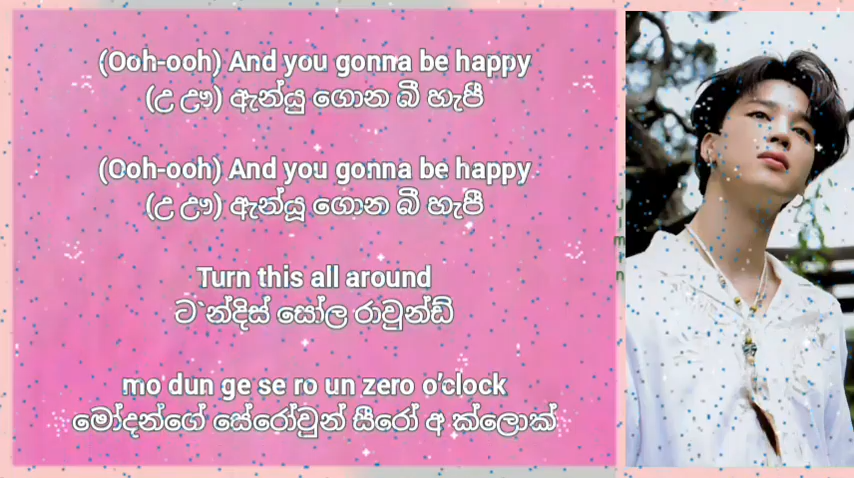 (Ooh-ooh) And you gonna be happy
(උ ඌ) ඇන්යු ගොන බී හැපී
(Ooh-ooh) And you gonna be happy
(උ ඌ) ඇන්යූ ගොන බී හැපී
Turn this all around
ට`න්දිස් සෝල රාවුන්ඩ්
mo dun ge se ro un zero o'clock
මෝදන්ගේ සේරෝවුන් සීරෝ අ ක්ලොක්
Jimin